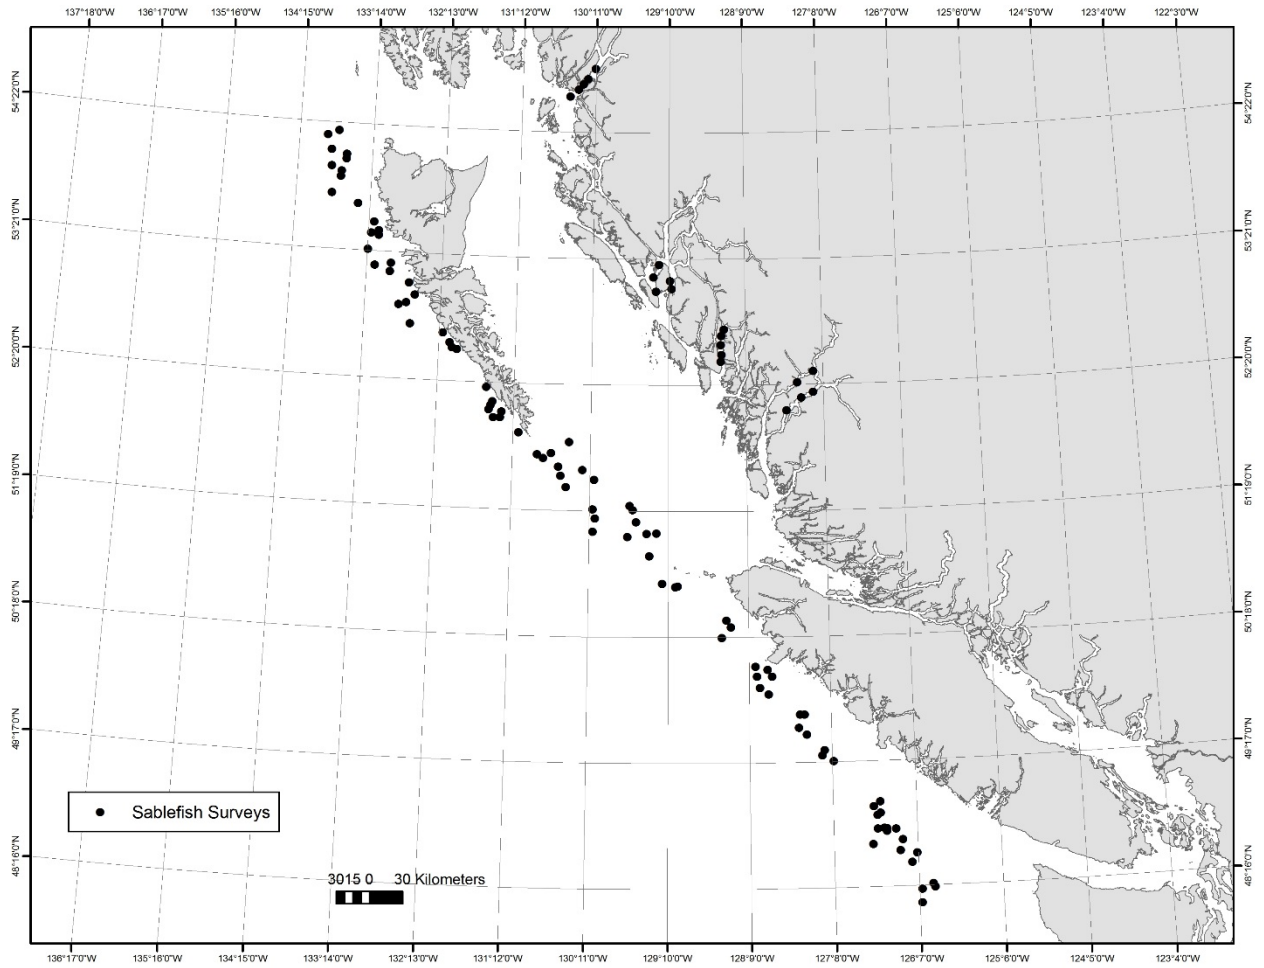 137°18'0"W 136°17'0"W 135°16'0"W 134°15'0"W 133°14'0"W 132°13'0"W 131°12'0"W 130°11'0"W 129°10'0"W 128°9'0"W 127°8'0"W 126°7'0"W 125°6'0"W 124°5'0"W 123°4'0"W 122°3'0"W
54°22'0"N 54°22'0"N
53°21'0"N 53°21'0"N
52°20'0"N 52°20'0"N
51°19'0"N 51°19'0"N
50°18'0"N 50°18'0"N
49°17'0"N 49°17'0"N
Sablefish Surveys
48°16'0"N 48°16'0"N
3015 0 30 Kilometers
136°17'0"W 135°16'0"W 134°15'0"W 133°14'0"W 132°13'0"W 131°12'0"W 130°11'0"W 129°10'0"W 128°9'0"W 127°8'0"W 126°7'0"W 125°6'0"W 124°5'0"W 123°4'0"W